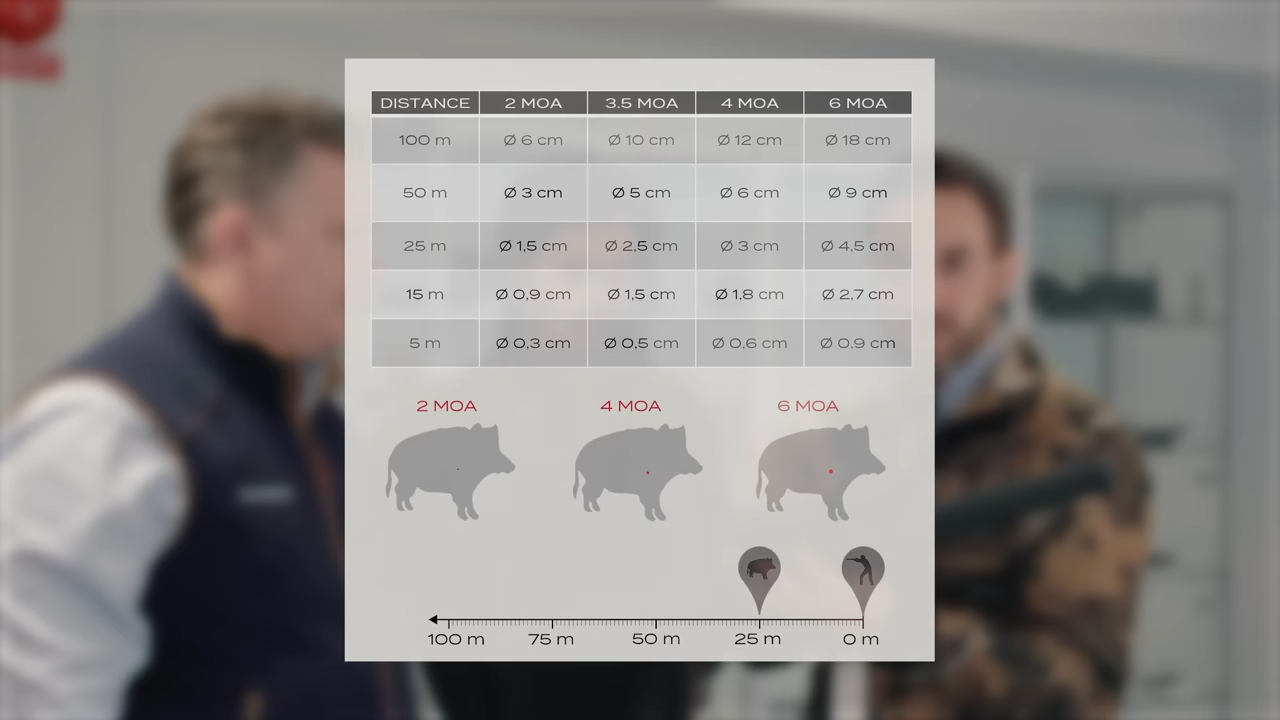 DISTANCE 2 MOA 3.5 MOA 4 MOA 6 MOA
100 m Ø 6 cm Ø 10 cm Ø 12 cm Ø 18 cm
50 m Ø 3 cm Ø 5 cm Ø 6 cm Ø 9 cm
25 m Ø 1,5 cm Ø 2,5 cm Ø 3 cm Ø 4,5 cm
15 m Ø 0,9 cm Ø 1,5 cm Ø 1,8 cm Ø 2,7 cm
5 m Ø 0,3 cm Ø 0,5 cm Ø 0,6 cm Ø 0,9 cm
2 MOA 4 MOA 6 MOA
100 m 75 m 50 m 25 m 0 m